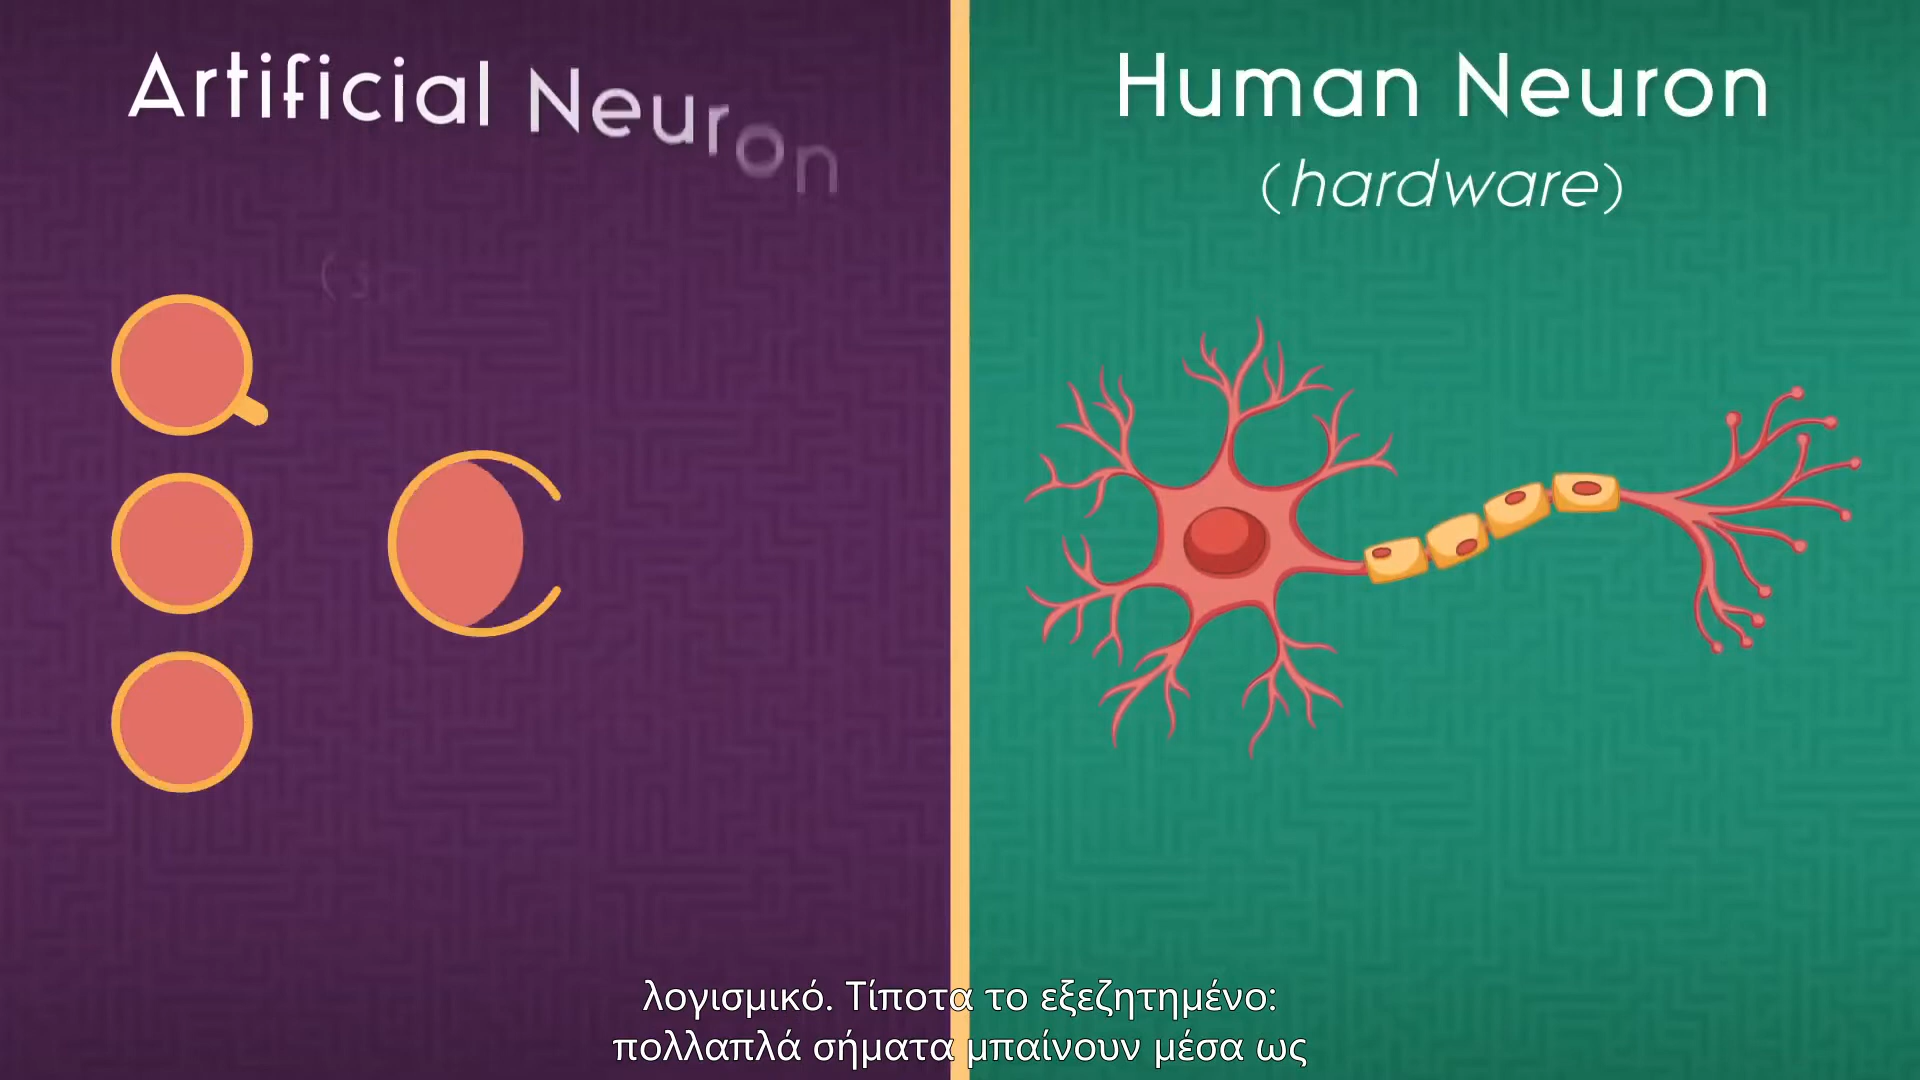 Artificial Neuron
Human Neuron
(hardware)
λογισμικό. Τίποτα το εξεζητημένο:
πολλαπλά σήματα μπαίνουν μέσα ως